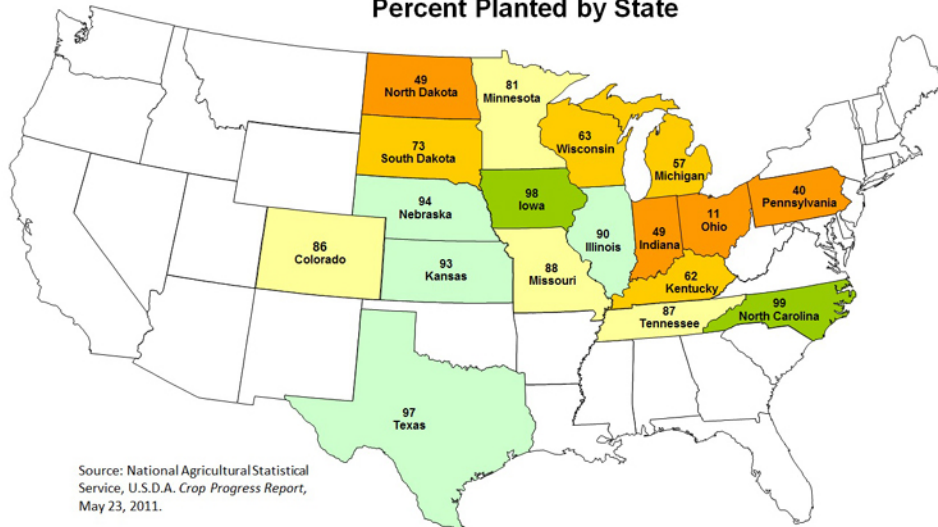 Percent Planted by State
49
North Dakota
81
Minnesota
63
Wisconsin
57
Michigan
73
South Dakota
98
Iowa
94
Nebraska
90
Illinois
49
Indiana
11
Ohio
40
Pennsylvania
86
Colorado
93
Kansas
88
Missouri
62
Kentucky
87
Tennessee
99
North Carolina
97
Texas
Source: National Agricultural Statistical
Service, U.S.D.A. Crop Progress Report,
May 23, 2011.